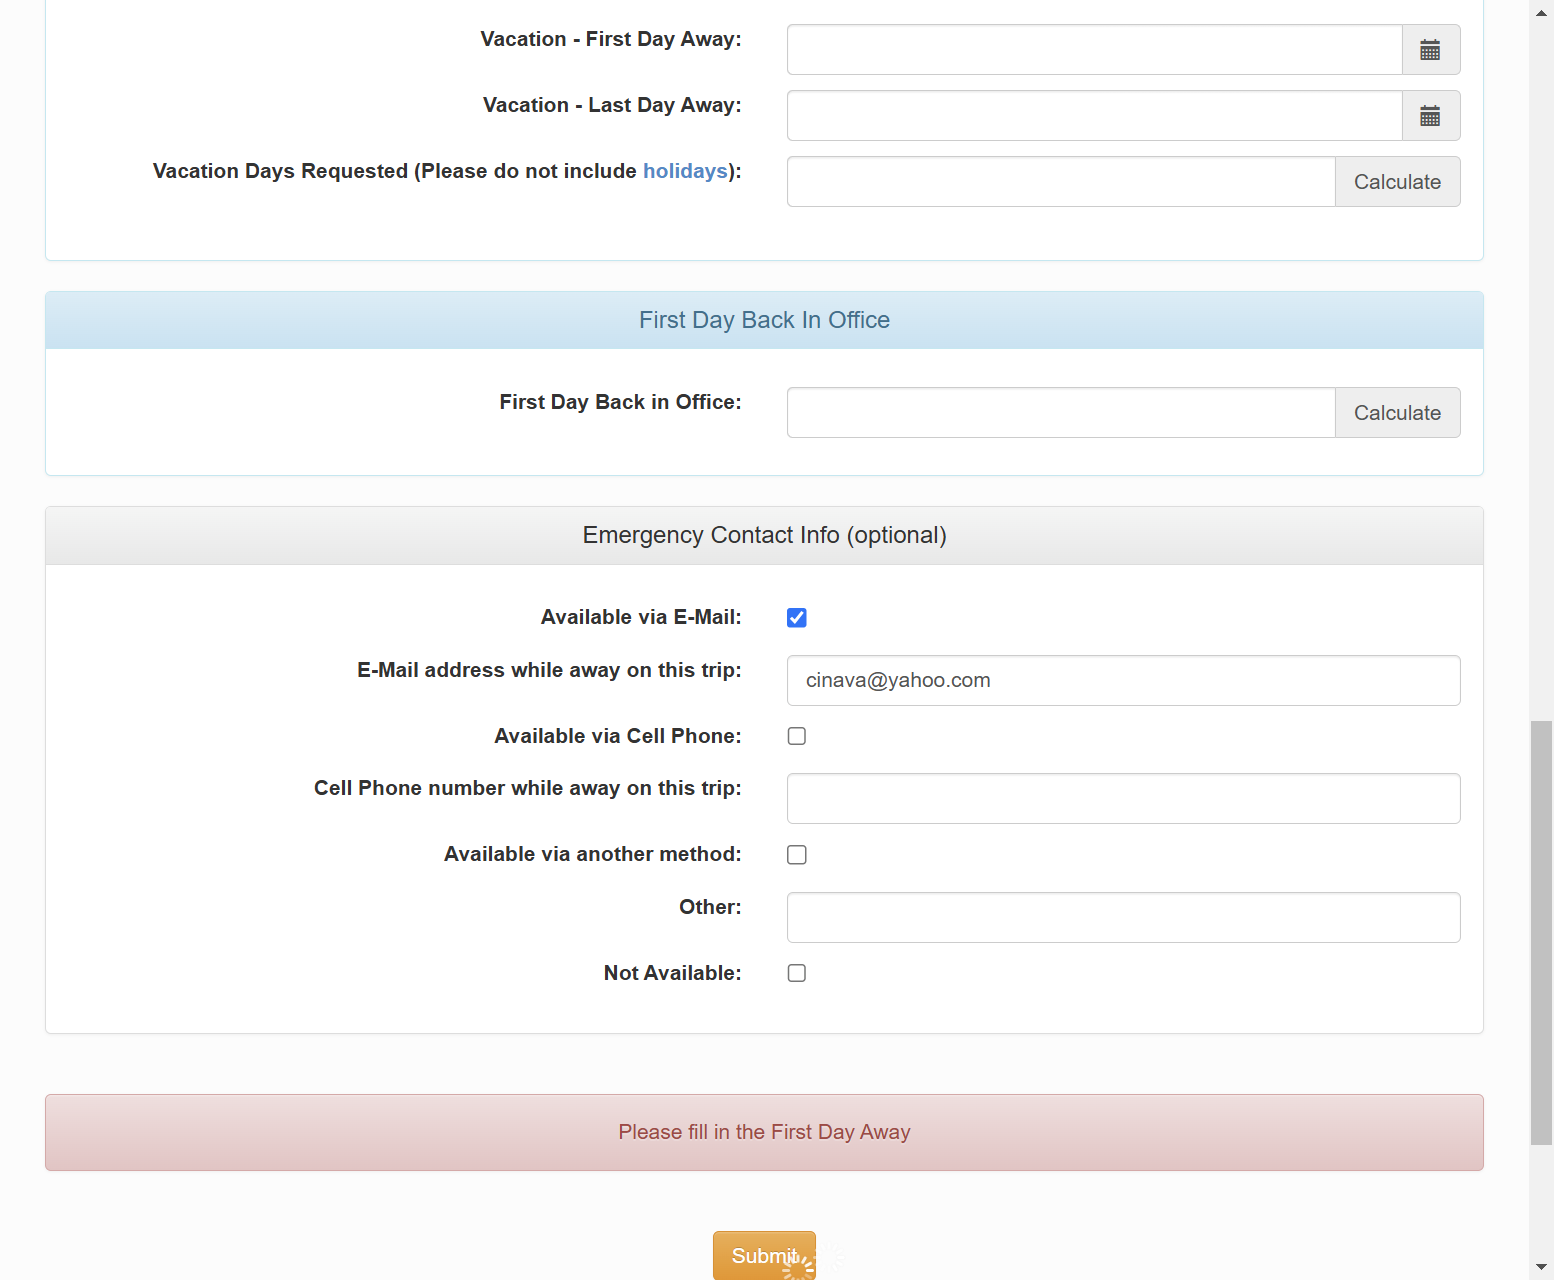 Vacation - First Day Away:
Vacation - Last Day Away:
Vacation Days Requested (Please do not include holidays):
Calculate
First Day Back In Office
First Day Back in Office:
Calculate
Emergency Contact Info (optional)
Available via E-Mail:
E-Mail address while away on this trip:
cinava@yahoo.com
Available via Cell Phone:
Cell Phone number while away on this trip:
Available via another method:
Other:
Not Available:
Please fill in the First Day Away
Submit